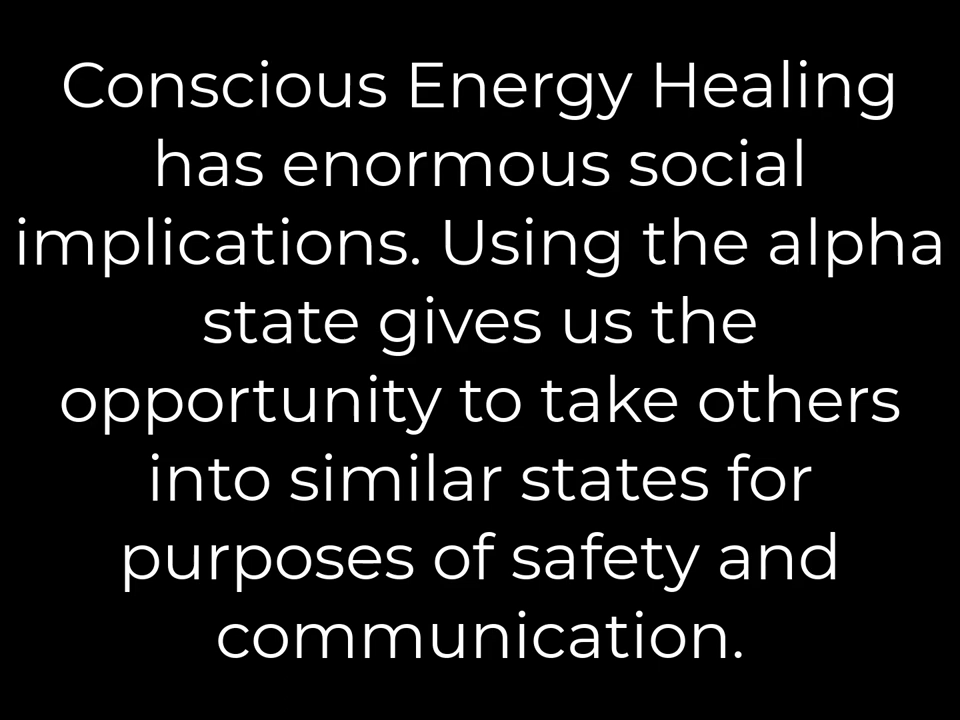 Conscious Energy Healing
has enormous social
implications. Using the alpha
state gives us the
opportunity to take others
into similar states for
purposes of safety and
communication.